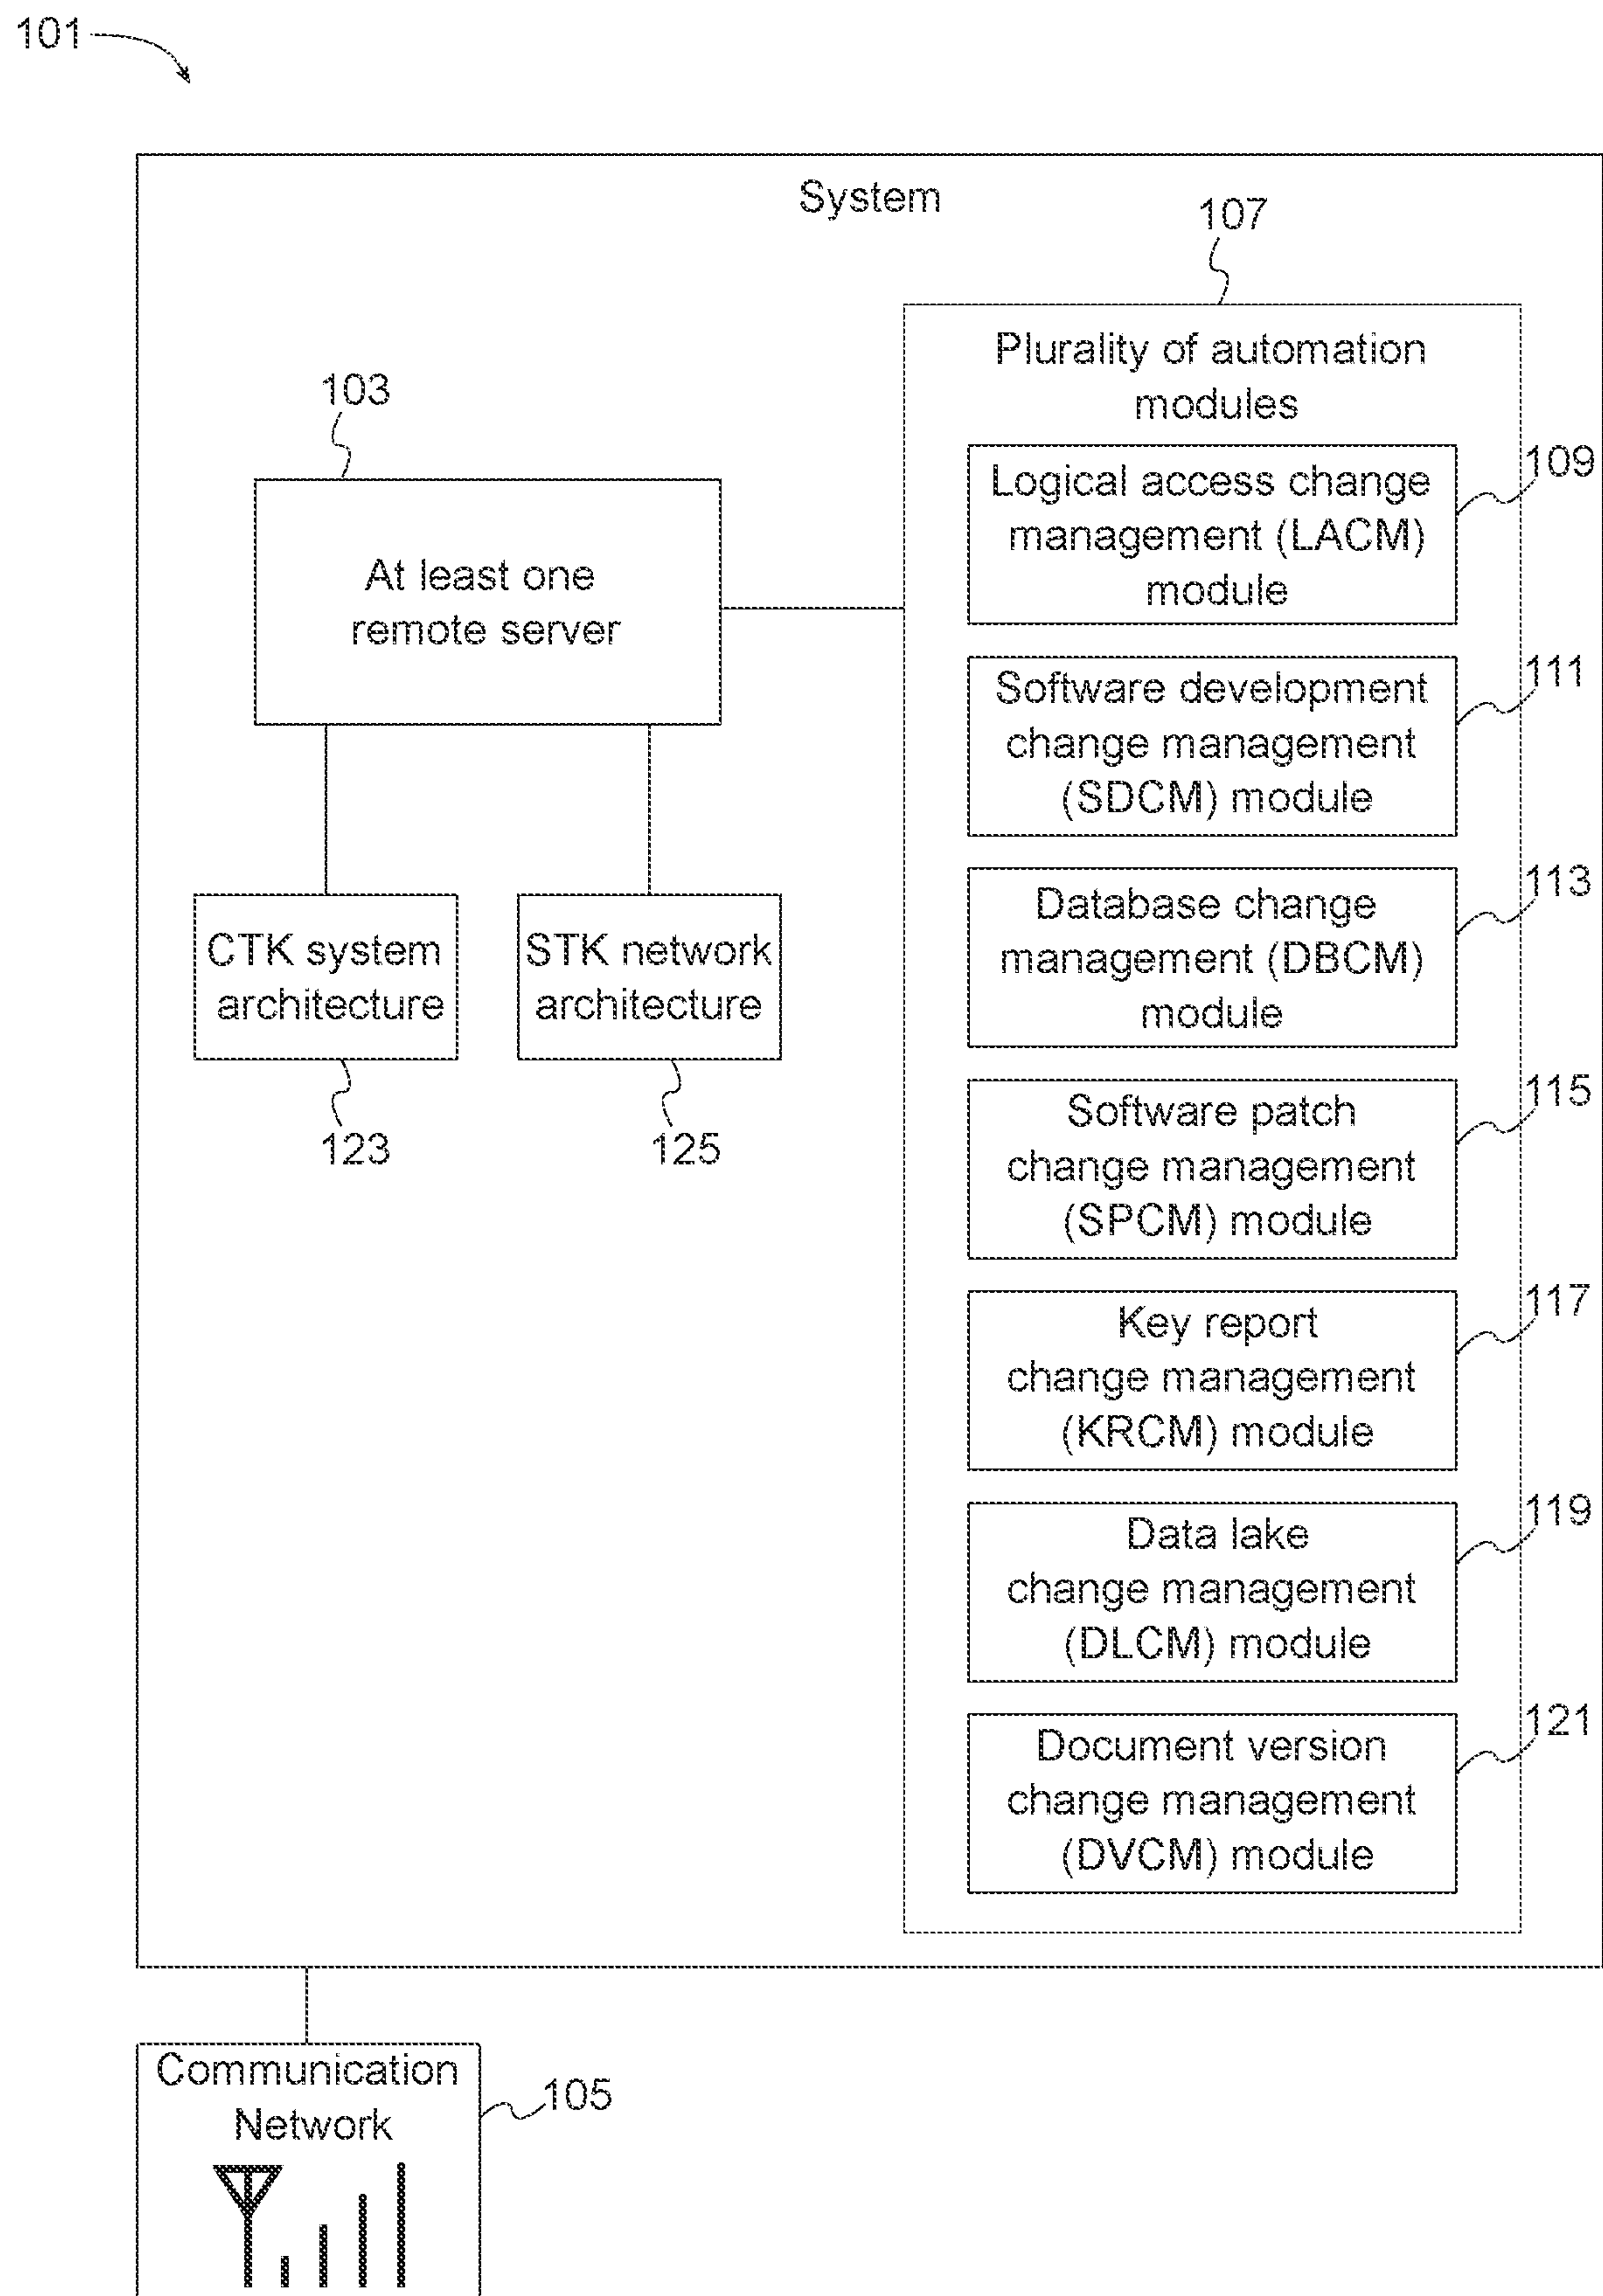 101
System
107
Plurality of automation
modules
103
At least one
remote server
Logical access change
management (LACM)
module
109
Software development
change management
(SDCM) module
111
Database change
management (DBCM)
module
113
CTK system
architecture
STK network
architecture
123
125
Software patch
change management
(SPCM) module
115
Key report
change management
(KRCM) module
117
Data lake
change management
(DLCM) module
119
Document version
change management
(DVCM) module
121
Communication
Network
105